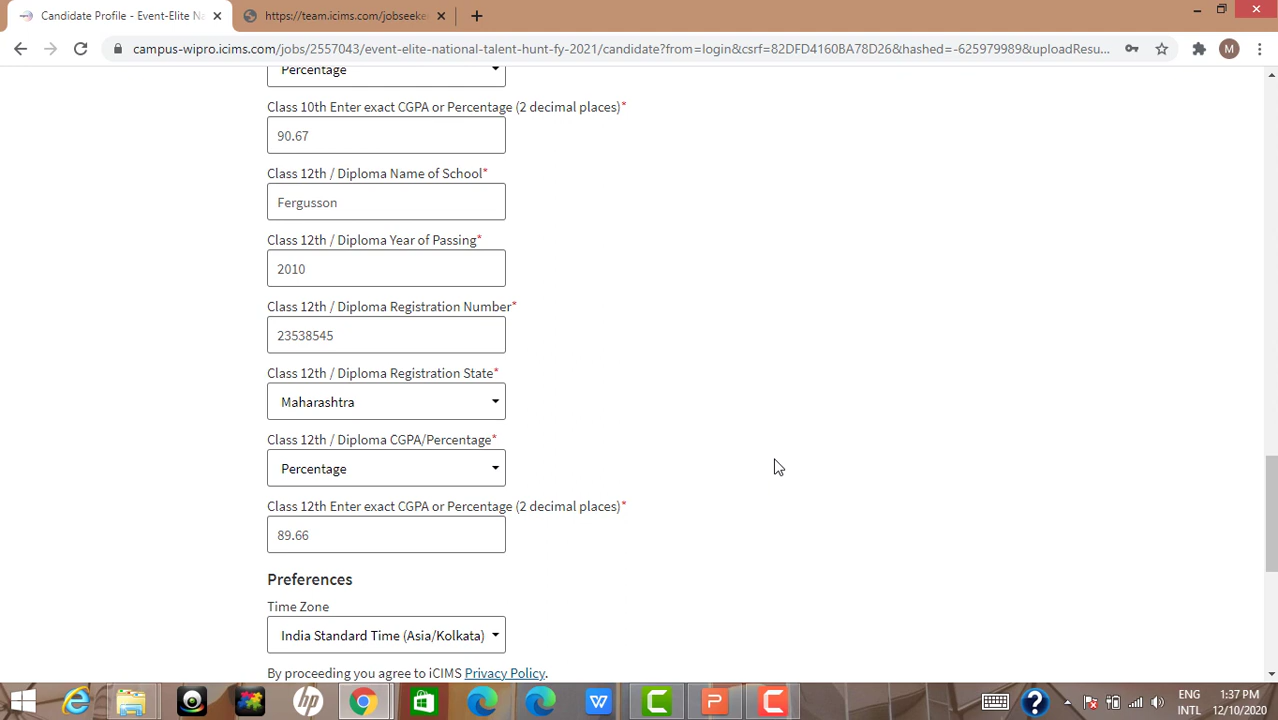 Candidate Profile - Event-Elite Na
https://team.icims.com/jobseeke
campus-wipro.icims.com/jobs/2557043/event-elite-national-talent-hunt-fy-2021/candidate?from=login&csrf=82DFD4160BA78D26&hashed=-625979989&uploadResu...
M
Percentage
Class 10th Enter exact CGPA or Percentage (2 decimal places)*
90.67
Class 12th / Diploma Name of School*
Fergusson
Class 12th / Diploma Year of Passing*
2010
Class 12th / Diploma Registration Number*
23538545
Class 12th / Diploma Registration State*
Maharashtra
Class 12th / Diploma CGPA/Percentage*
Percentage
Class 12th Enter exact CGPA or Percentage (2 decimal places)*
89.66
Preferences
Time Zone
India Standard Time (Asia/Kolkata)
By proceeding you agree to iCIMS Privacy Policy.
ENG 1:37 PM
INTL 12/10/2020